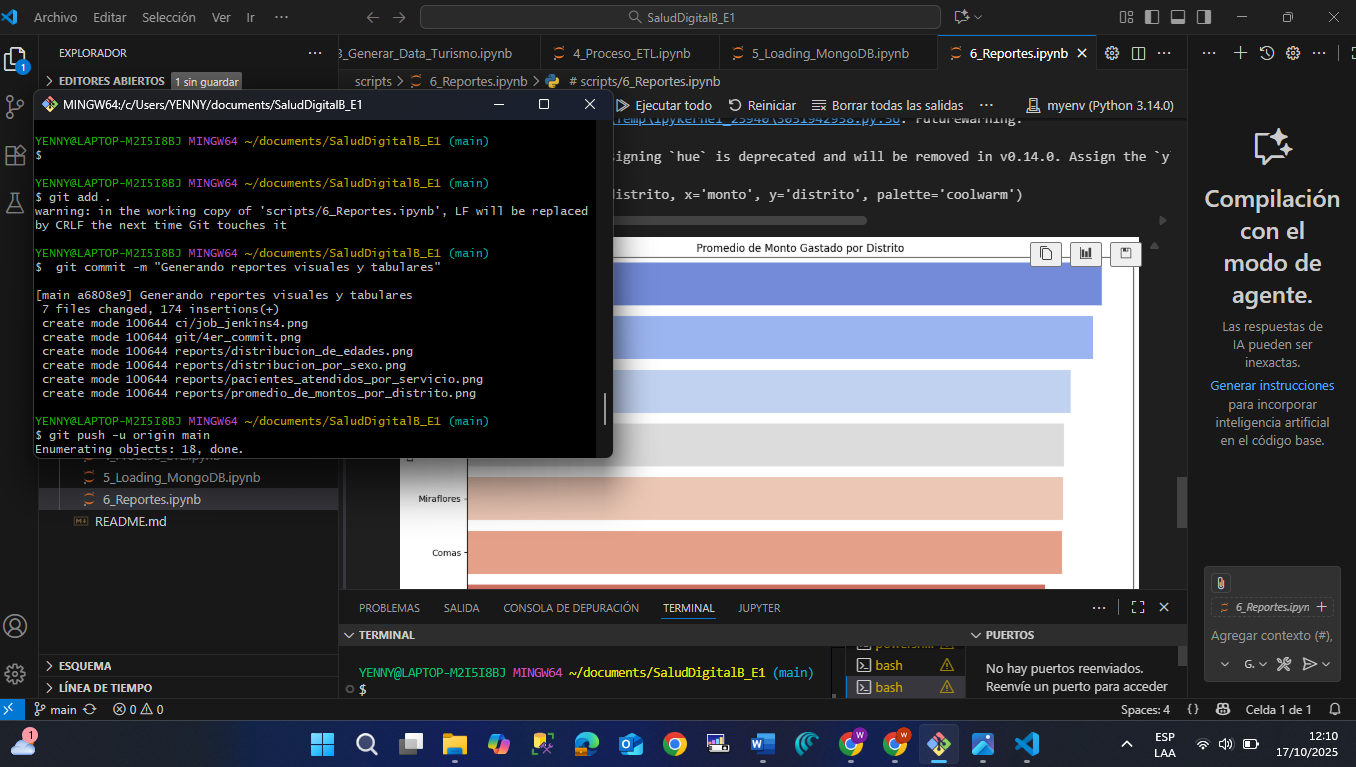 Archivo Editar Selección Ver Ir ··· SaludDigitalB_E1
EXPLORADOR ···
EDITORES ABIERTOS 1 sin guardar
3_Generar_Data_Turismo.ipynb 4_Proceso_ETL.ipynb 5_Loading_MongoDB.ipynb 6_Reportes.ipynb
scripts > 6_Reportes.ipynb > # scripts/6_Reportes.ipynb
Ejecutar todo Reiniciar Borrar todas las salidas ··· myenv (Python 3.14.0)
MINGW64:/c/Users/YENNY/documents/SaludDigitalB_E1
YENNY@LAPTOP-M2I5I8BJ MINGW64 ~/documents/SaludDigitalB_E1 (main)
$
YENNY@LAPTOP-M2I5I8BJ MINGW64 ~/documents/SaludDigitalB_E1 (main)
$ git add .
warning: in the working copy of 'scripts/6_Reportes.ipynb', LF will be replaced
by CRLF the next time Git touches it
YENNY@LAPTOP-M2I5I8BJ MINGW64 ~/documents/SaludDigitalB_E1 (main)
$  git commit -m "Generando reportes visuales y tabulares"
[main a6808e9] Generando reportes visuales y tabulares
7 files changed, 174 insertions(+)
create mode 100644 ci/job_jenkins4.png
create mode 100644 git/4er_commit.png
create mode 100644 reports/distribucion_de_edades.png
create mode 100644 reports/distribucion_por_sexo.png
create mode 100644 reports/pacientes_atendidos_por_servicio.png
create mode 100644 reports/promedio_de_montos_por_distrito.png
YENNY@LAPTOP-M2I5I8BJ MINGW64 ~/documents/SaludDigitalB_E1 (main)
$ git push -u origin main
Enumerating objects: 18, done.
signing `hue` is deprecated and will be removed in v0.14.0. Assign the `y`
distrito, x='monto', y='distrito', palette='coolwarm')
Promedio de Monto Gastado por Distrito
Miraflores
Comas
5_Loading_MongoDB.ipynb
6_Reportes.ipynb
README.md
ESQUEMA
LÍNEA DE TIEMPO
PROBLEMAS SALIDA CONSOLA DE DEPURACIÓN TERMINAL JUPYTER ···
TERMINAL
YENNY@LAPTOP-M2I5I8BJ MINGW64 ~/documents/SaludDigitalB_E1 (main)
$
bash
bash
PUERTOS
No hay puertos reenviados.
Reenvíe un puerto para acceder
Compilación
con el
modo de
agente.
Las respuestas de
IA pueden ser
inexactas.
Generar instrucciones
para incorporar
inteligencia artificial
en el código base.
6_Reportes.ipyn
Agregar contexto (#),
G.
main 0 0 Spaces: 4 {} Celda 1 de 1
1
ESP
LAA
12:10
17/10/2025